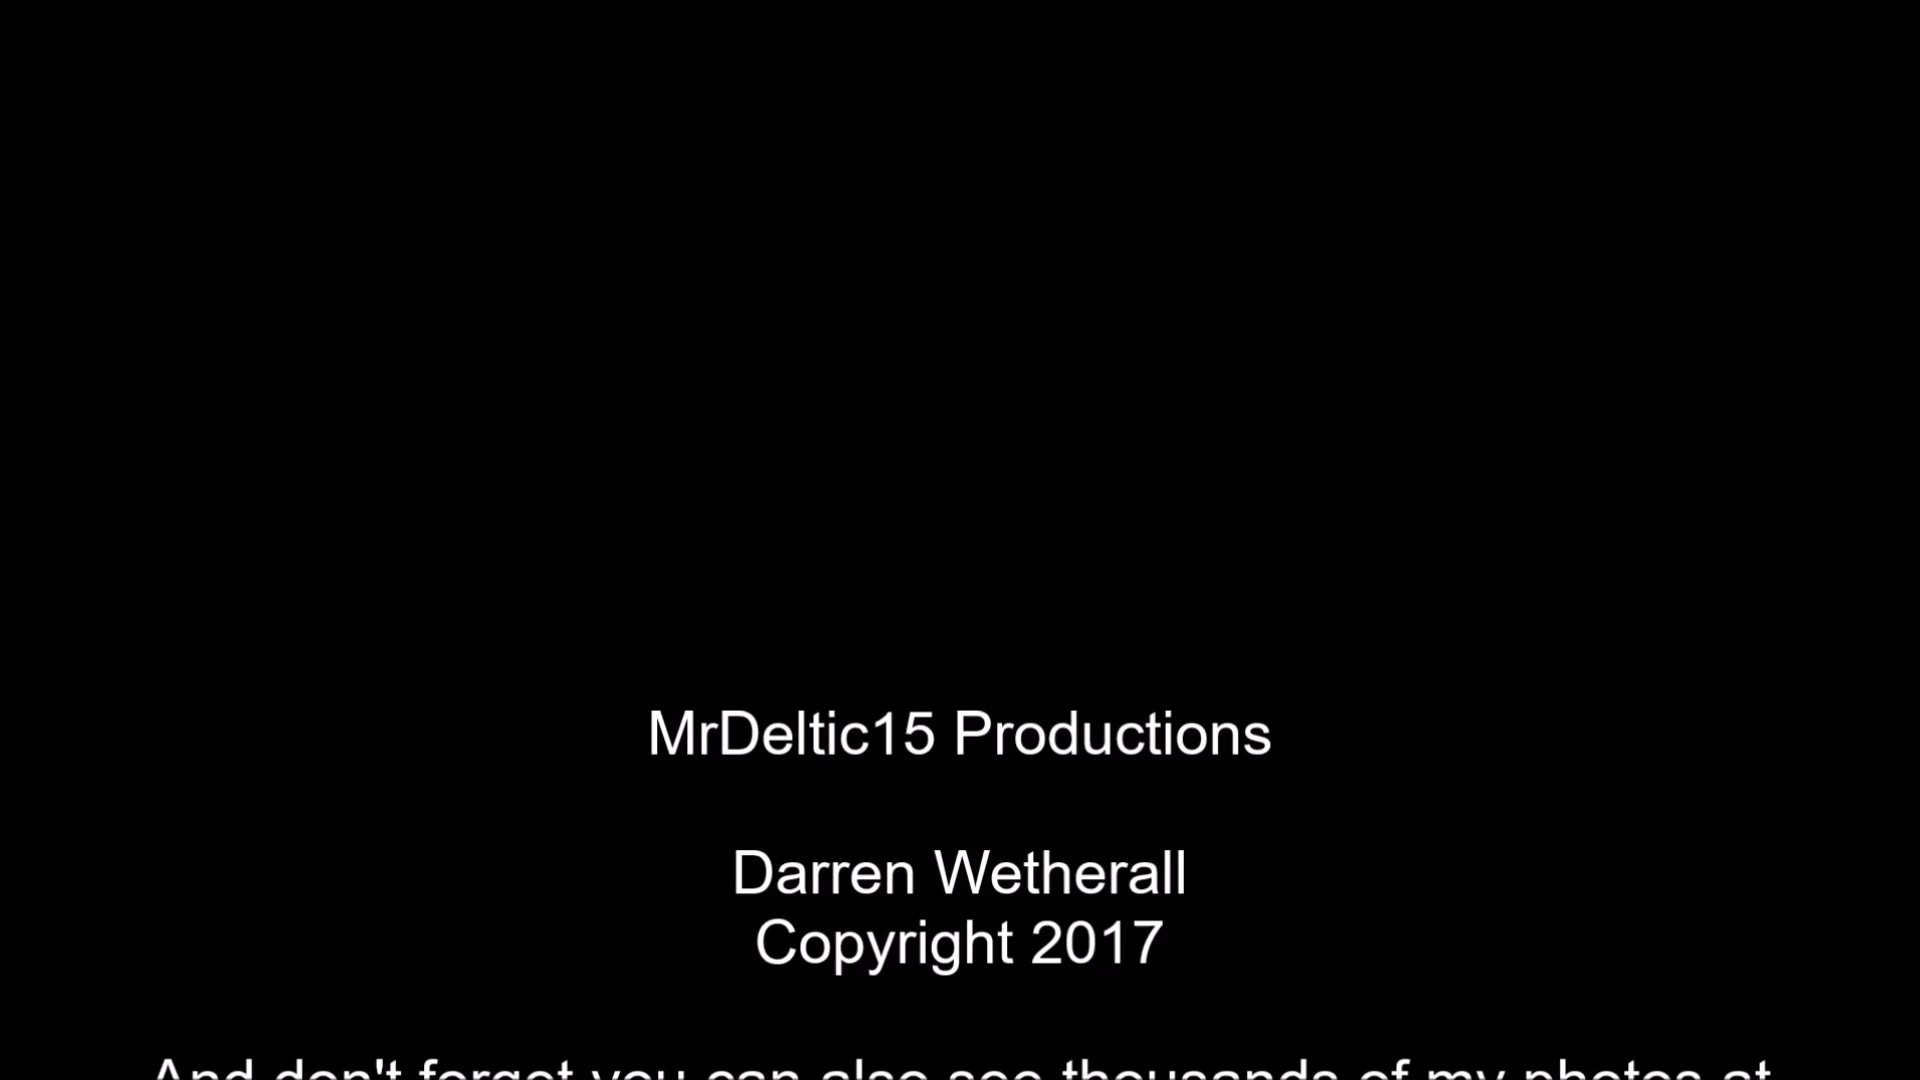 MrDeltic15 Productions
Darren Wetherall
Copyright 2017
And don't forget you can also see thousands of my photos at